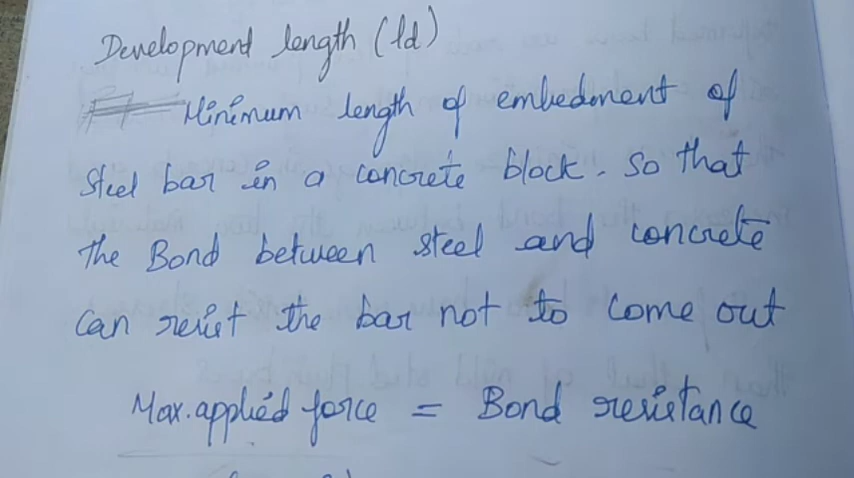 Development length (ld)
Minimum length of embedment of
steel bar in a concrete block. So that
the Bond between steel and concrete
can resist the bar not to come out
Max. applied force = Bond resistance